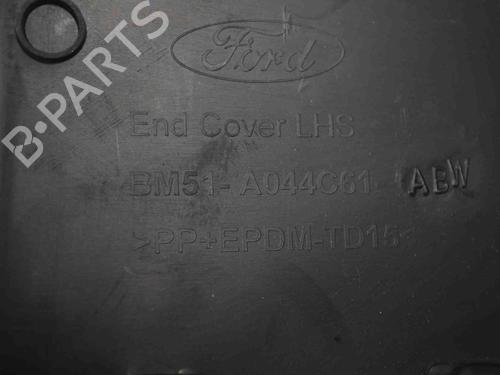 B-PARTS
Ford
End Cover LHS
BM51- A044C61 ABW
>PP+EPDM-TD15<